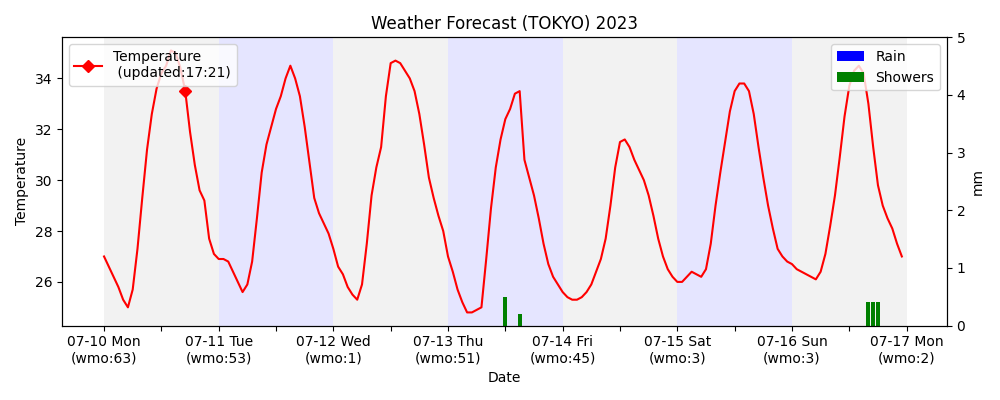 Weather Forecast (TOKYO) 2023
Temperature
(updated:17:21)
Rain
Showers
34
32
30
28
26
Temperature
5
4
3
2
1
0
mm
07-10 Mon 07-11 Tue 07-12 Wed 07-13 Thu 07-14 Fri 07-15 Sat 07-16 Sun 07-17 Mon
(wmo:63) (wmo:53) (wmo:1) (wmo:51) (wmo:45) (wmo:3) (wmo:3) (wmo:2)
Date